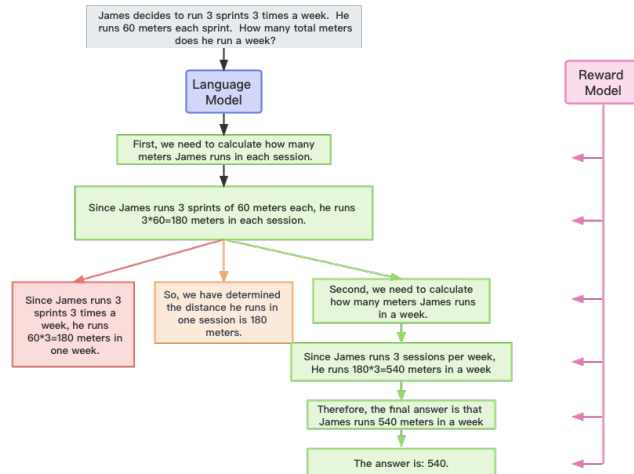 James decides to run 3 sprints 3 times a week. He
runs 60 meters each sprint. How many total meters
does he run a week?
Language
Model
Reward
Model
First, we need to calculate how many
meters James runs in each session.
Since James runs 3 sprints of 60 meters each, he runs
3*60=180 meters in each session.
Since James runs 3
sprints 3 times a
week, he runs
60*3=180 meters in
one week.
So, we have determined
the distance he runs in
one session is 180
meters.
Second, we need to calculate
how many meters James runs
in a week.
Since James runs 3 sessions per week,
He runs 180*3=540 meters in a week
Therefore, the final answer is that
James runs 540 meters in a week
The answer is: 540.